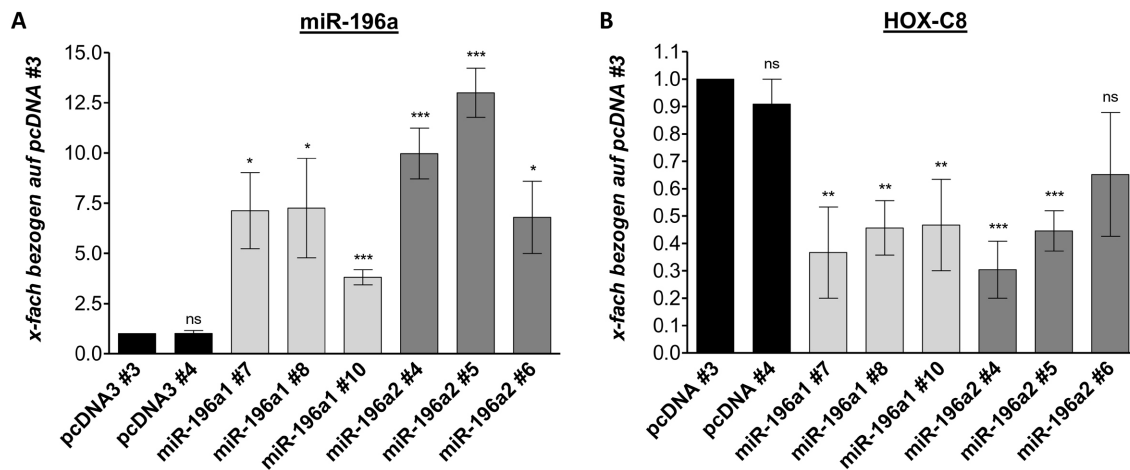 A
miR-196a
x-fach bezogen auf pcDNA #3
15.0
12.5
10.0
7.5
5.0
2.5
0.0
ns
*
*
***
***
***
*
pcDNA3 #3
pcDNA3 #4
miR-196a1 #7
miR-196a1 #8
miR-196a1 #10
miR-196a2 #4
miR-196a2 #5
miR-196a2 #6
B
HOX-C8
x-fach bezogen auf pcDNA #3
1.0
0.9
0.8
0.7
0.6
0.5
0.4
0.3
0.2
0.1
0.0
1.1
ns
**
**
**
***
***
ns
pcDNA #3
pcDNA #4
miR-196a1 #7
miR-196a1 #8
miR-196a1 #10
miR-196a2 #4
miR-196a2 #5
miR-196a2 #6